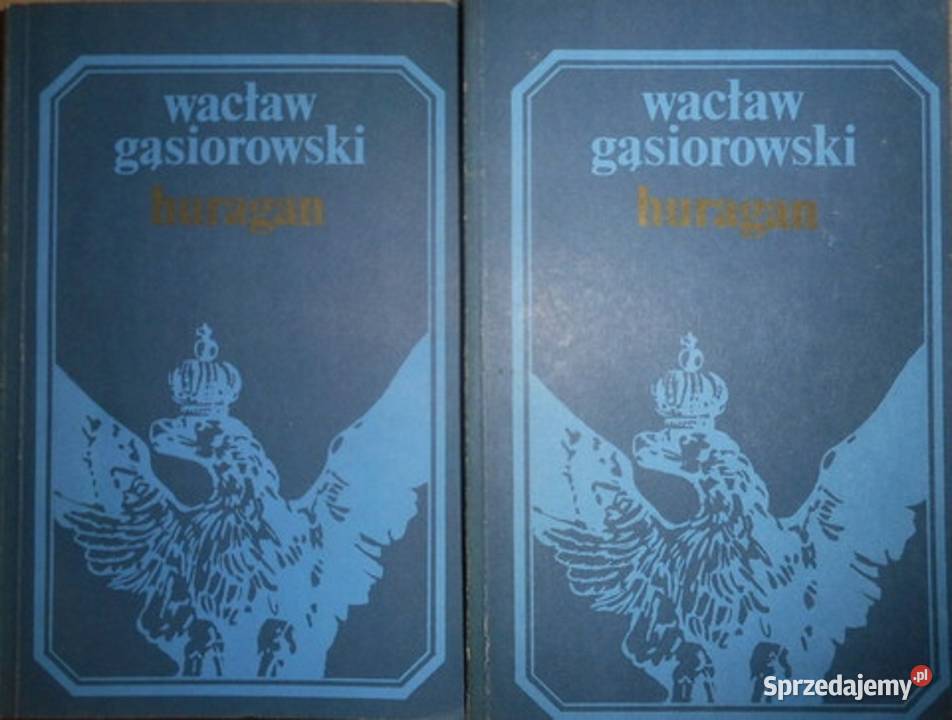 wacław
gąsiorowski
huragan
wacław
gąsiorowski
huragan
Sprzedajemy.pl